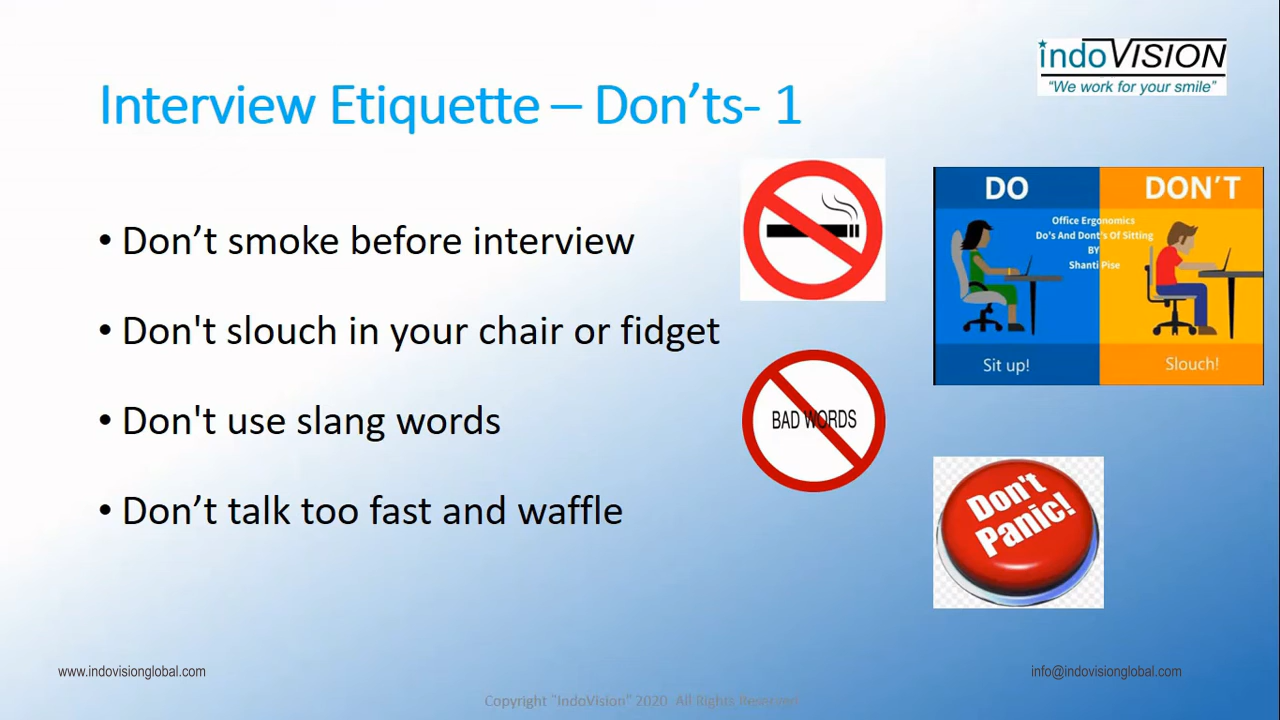 indoVISION
"We work for your smile"
Interview Etiquette – Don'ts- 1
• Don’t smoke before interview
• Don't slouch in your chair or fidget
• Don't use slang words
• Don’t talk too fast and waffle
DO
DON'T
Office Ergonomics
Do's And Dont's Of Sitting
BY
Shanti Pise
Sit up!
Slouch!
BAD WORDS
Don't
Panic!
www.indovisionglobal.com
info@indovisionglobal.com
Copyright "IndoVision" 2020 All Rights Reserved